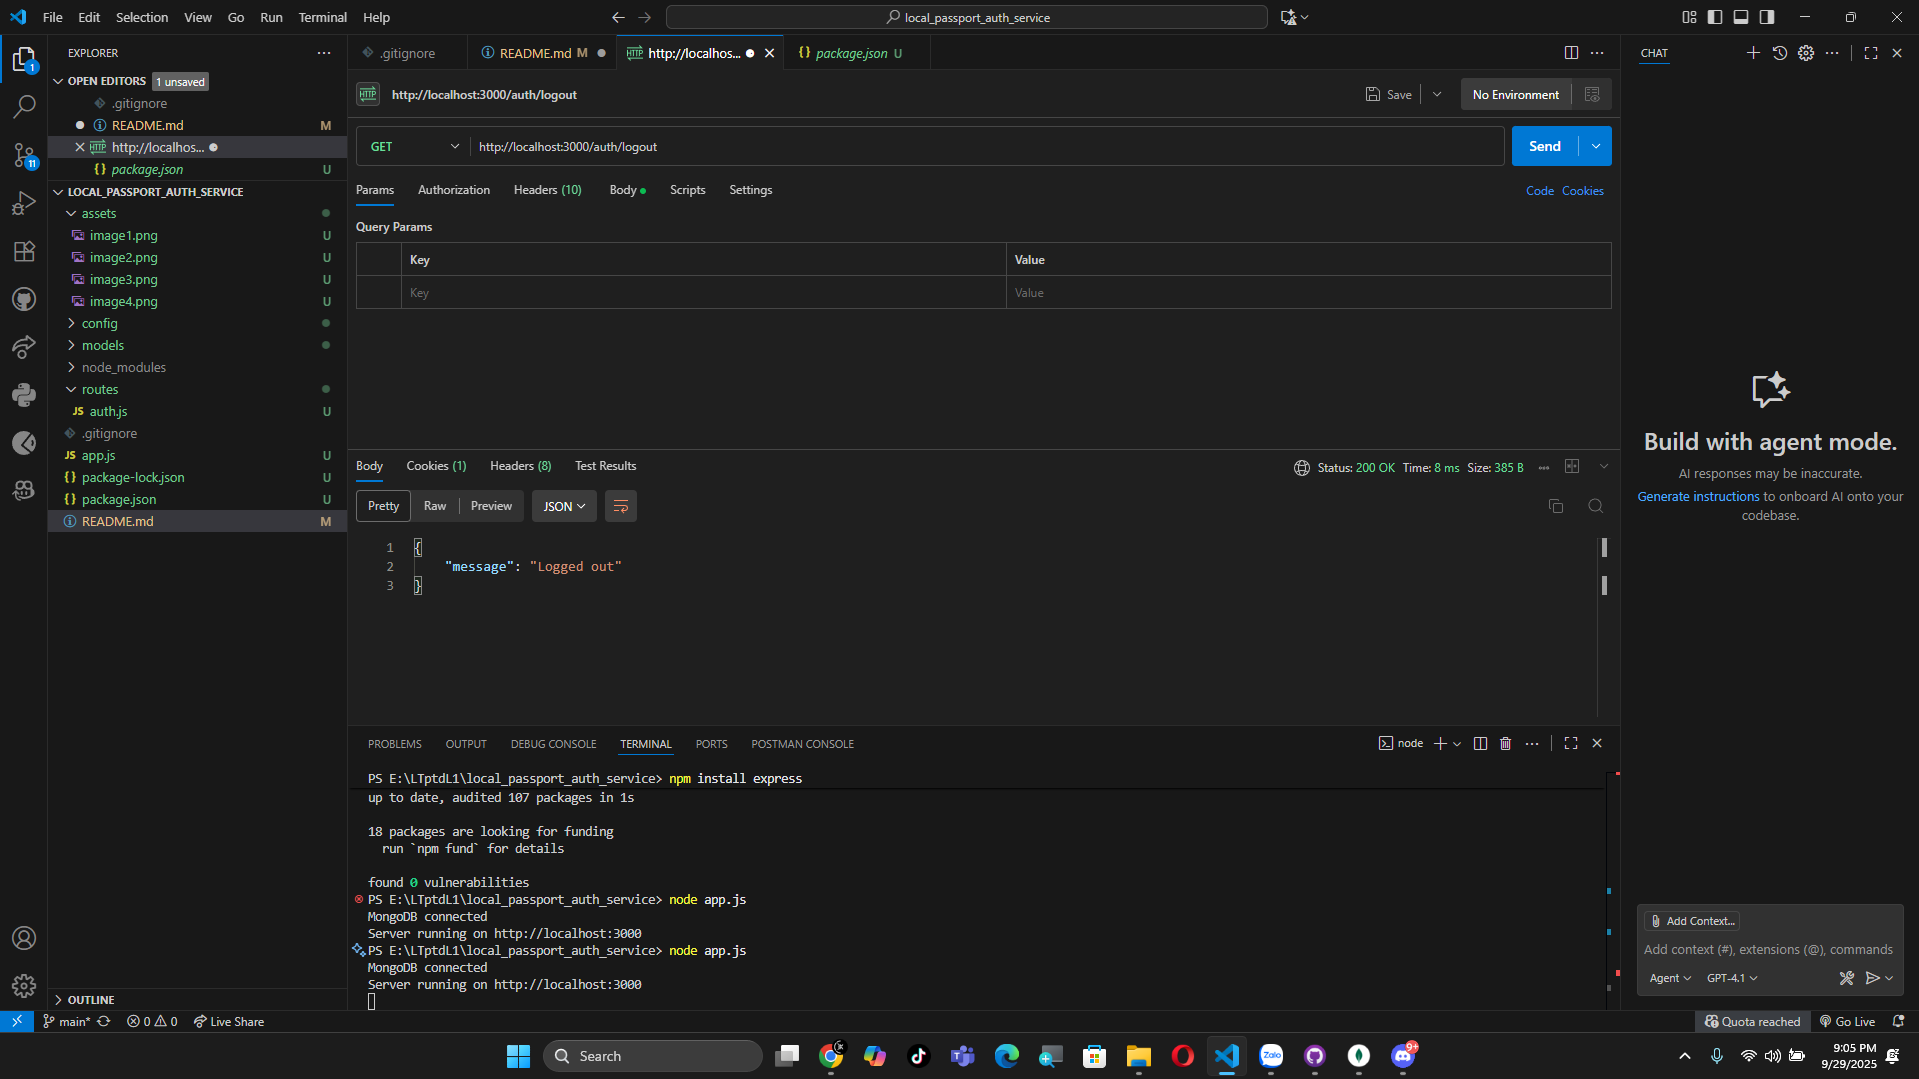 File Edit Selection View Go Run Terminal Help
local_passport_auth_service
EXPLORER
OPEN EDITORS 1 unsaved
.gitignore
README.md M
http://localhos...
package.json U
LOCAL_PASSPORT_AUTH_SERVICE
assets
image1.png U
image2.png U
image3.png U
image4.png U
config
models
node_modules
routes
JS auth.js U
.gitignore
JS app.js U
{} package-lock.json U
{} package.json U
README.md M
OUTLINE
.gitignore
README.md M
HTTP http://localhos...
{} package.json U
HTTP http://localhost:3000/auth/logout
Save
No Environment
GET http://localhost:3000/auth/logout
Send
Params Authorization Headers (10) Body Scripts Settings
Code Cookies
Query Params
Key Value
Key Value
Body Cookies (1) Headers (8) Test Results
Status: 200 OK Time: 8 ms Size: 385 B
Pretty Raw Preview JSON
1 {
2 "message": "Logged out"
3 }
PROBLEMS OUTPUT DEBUG CONSOLE TERMINAL PORTS POSTMAN CONSOLE
node
PS E:\LTptdL1\local_passport_auth_service> npm install express
up to date, audited 107 packages in 1s
18 packages are looking for funding
run `npm fund` for details
found 0 vulnerabilities
PS E:\LTptdL1\local_passport_auth_service> node app.js
MongoDB connected
Server running on http://localhost:3000
PS E:\LTptdL1\local_passport_auth_service> node app.js
MongoDB connected
Server running on http://localhost:3000
CHAT
Build with agent mode.
AI responses may be inaccurate.
Generate instructions to onboard AI onto your
codebase.
Add Context...
Add context (#), extensions (@), commands
Agent GPT-4.1
1
11
main* 0 0 Live Share
Quota reached Go Live
Search
Zalo
9+
9:05 PM
9/29/2025